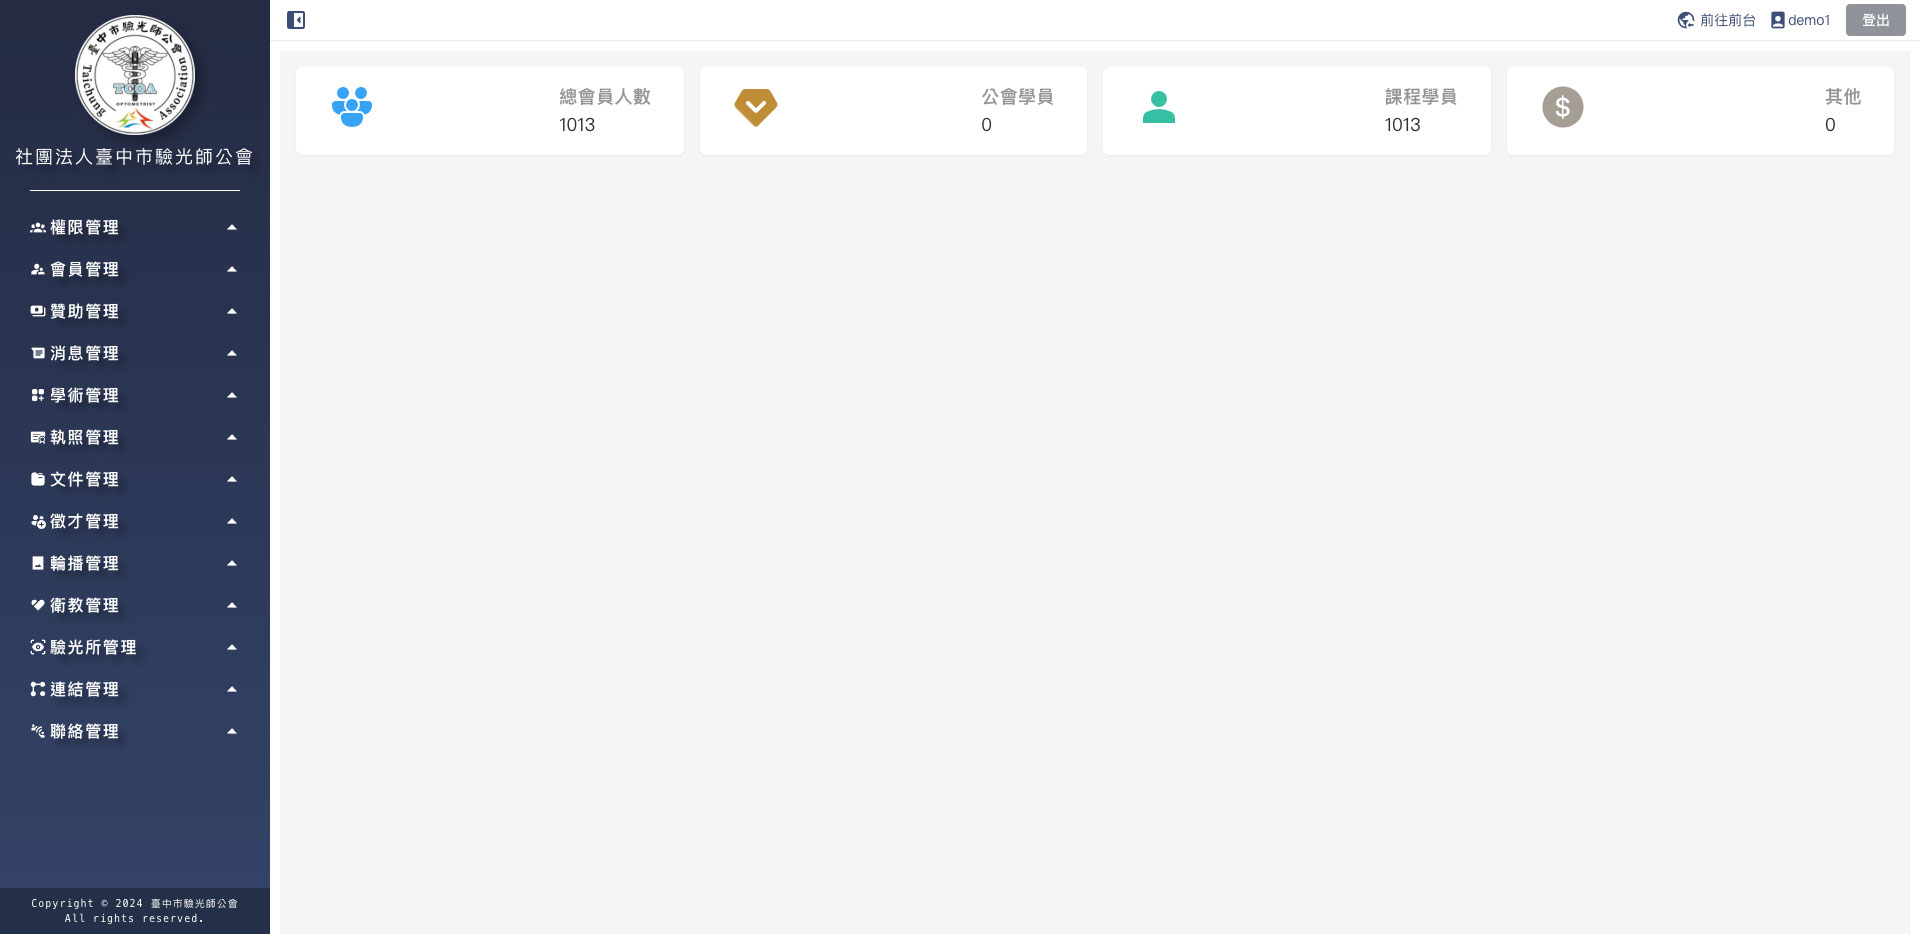 臺中市驗光師公會
TCOA
OPTOMETRIST
Taichung Association
社團法人臺中市驗光師公會
權限管理
會員管理
贊助管理
消息管理
學術管理
執照管理
文件管理
徵才管理
輪播管理
衛教管理
驗光所管理
連結管理
聯絡管理
Copyright © 2024 臺中市驗光師公會
All rights reserved.
前往前台 demo1 登出
總會員人數
1013
公會學員
0
課程學員
1013
其他
0